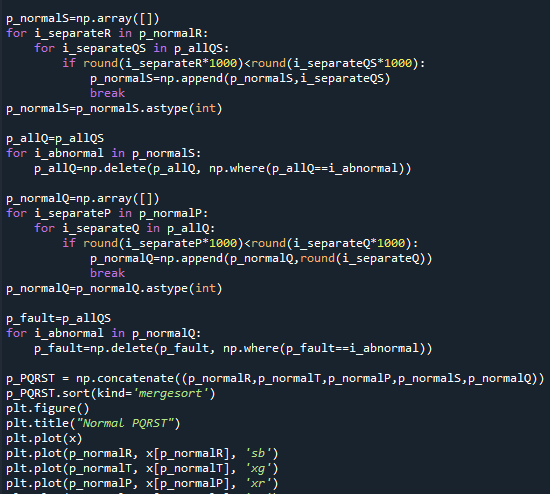 p_normalS=np.array([])
for i_separateR in p_normalR:
    for i_separateQS in p_allQS:
        if round(i_separateR*1000)<round(i_separateQS*1000):
            p_normalS=np.append(p_normalS,i_separateQS)
            break
p_normalS=p_normalS.astype(int)

p_allQ=p_allQS
for i_abnormal in p_normalS:
    p_allQ=np.delete(p_allQ, np.where(p_allQ==i_abnormal))

p_normalQ=np.array([])
for i_separateP in p_normalP:
    for i_separateQ in p_allQ:
        if round(i_separateP*1000)<round(i_separateQ*1000):
            p_normalQ=np.append(p_normalQ,round(i_separateQ))
            break
p_normalQ=p_normalQ.astype(int)

p_fault=p_allQS
for i_abnormal in p_normalQ:
    p_fault=np.delete(p_fault, np.where(p_fault==i_abnormal))

p_PQRST = np.concatenate((p_normalR,p_normalT,p_normalP,p_normalS,p_normalQ))
p_PQRST.sort(kind='mergesort')
plt.figure()
plt.title("Normal PQRST")
plt.plot(x)
plt.plot(p_normalR, x[p_normalR], 'sb')
plt.plot(p_normalT, x[p_normalT], 'xg')
plt.plot(p_normalP, x[p_normalP], 'xr')